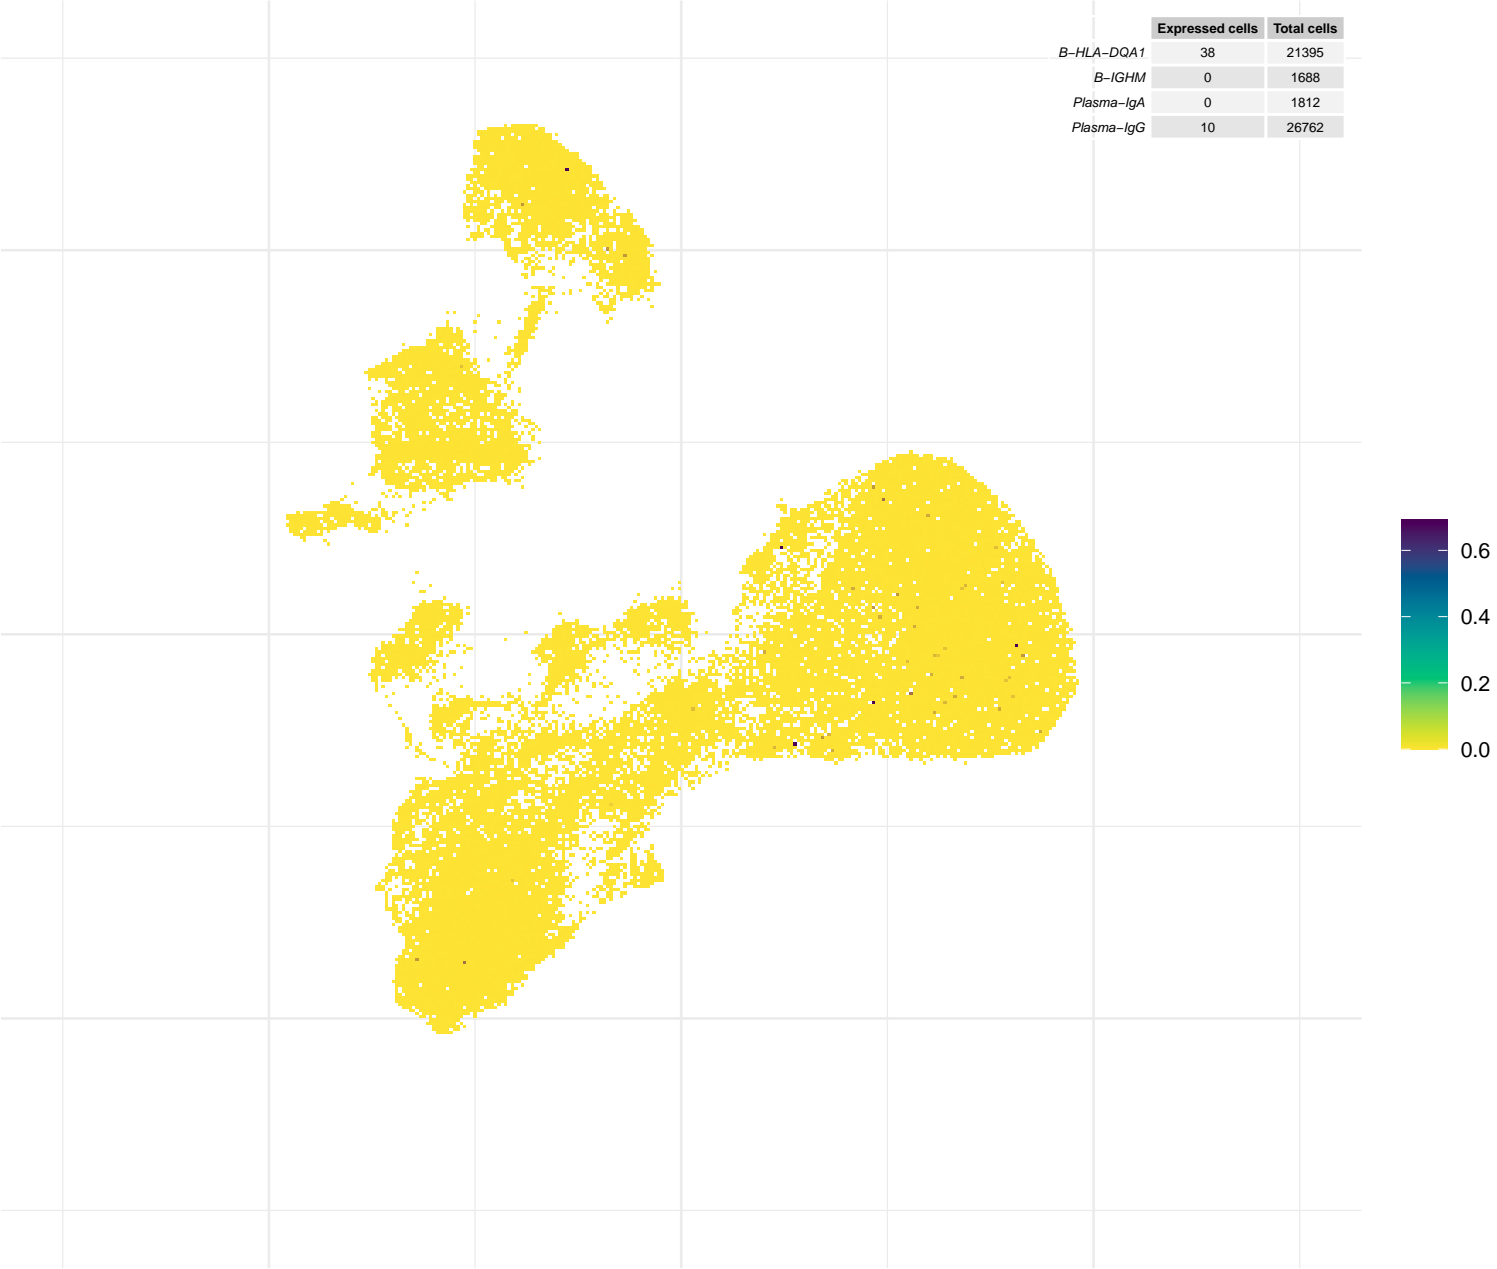 Expressed cells Total cells
B−HLA−DQA1 38 21395
B−IGHM 0 1688
Plasma−IgA 0 1812
Plasma−IgG 10 26762
0.6
0.4
0.2
0.0